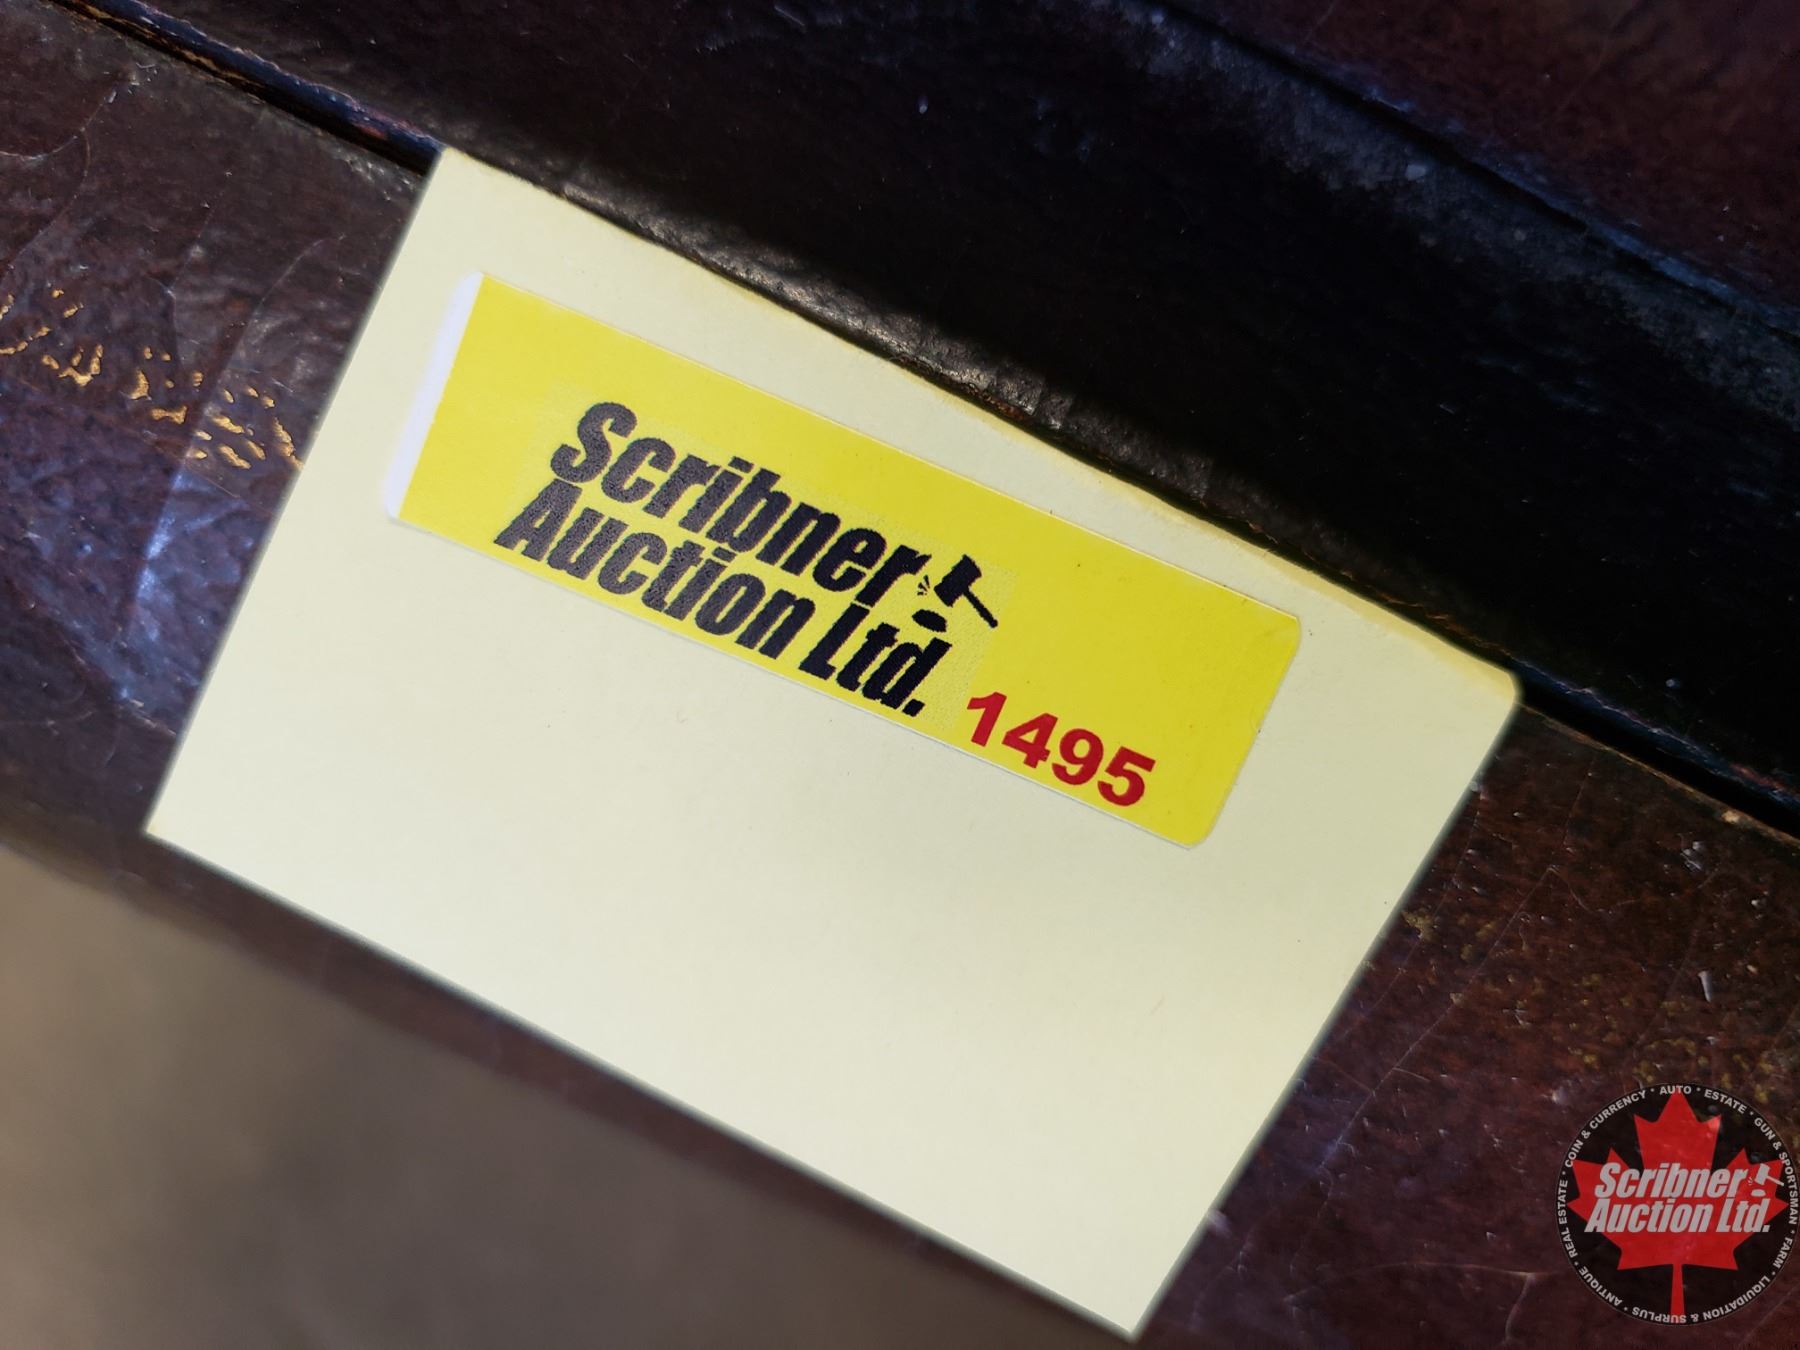 Scribner
Auction Ltd.
1495
COIN & CURRENCY • AUTO • ESTATE • GUN & SPORTSMAN • FARM • LIQUIDATION & SURPLUS • ANTIQUE • REAL ESTATE •
Scribner
Auction Ltd.